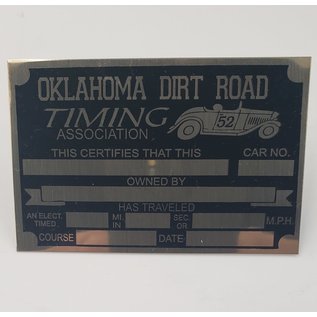 OKLAHOMA DIRT ROAD
TIMING
ASSOCIATION
52
THIS CERTIFIES THAT THIS CAR NO.
OWNED BY
HAS TRAVELED
AN ELECT. TIMED MI. IN SEC OR M.P.H.
COURSE DATE